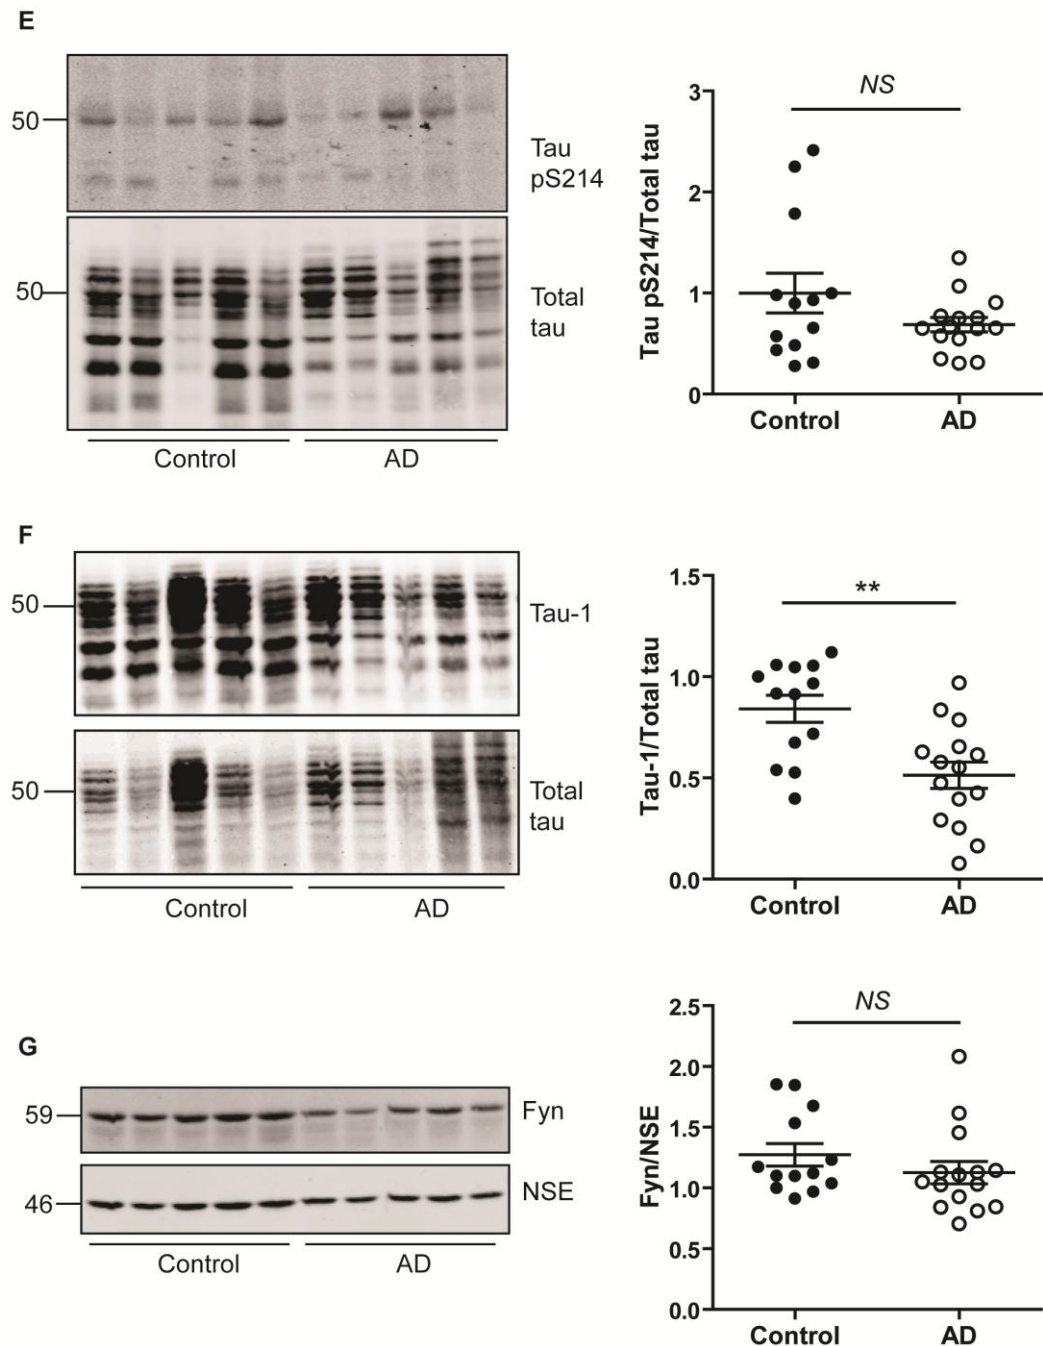 E
50
Tau
pS214
50
Total
tau
Control
AD
NS
Tau pS214/Total tau
3
2
1
0
Control
AD
F
50
Tau-1
50
Total
tau
Control
AD
**
Tau-1/Total tau
1.5
1.0
0.5
0.0
Control
AD
G
59
Fyn
46
NSE
Control
AD
NS
Fyn/NSE
2.5
2.0
1.5
1.0
0.5
0.0
Control
AD